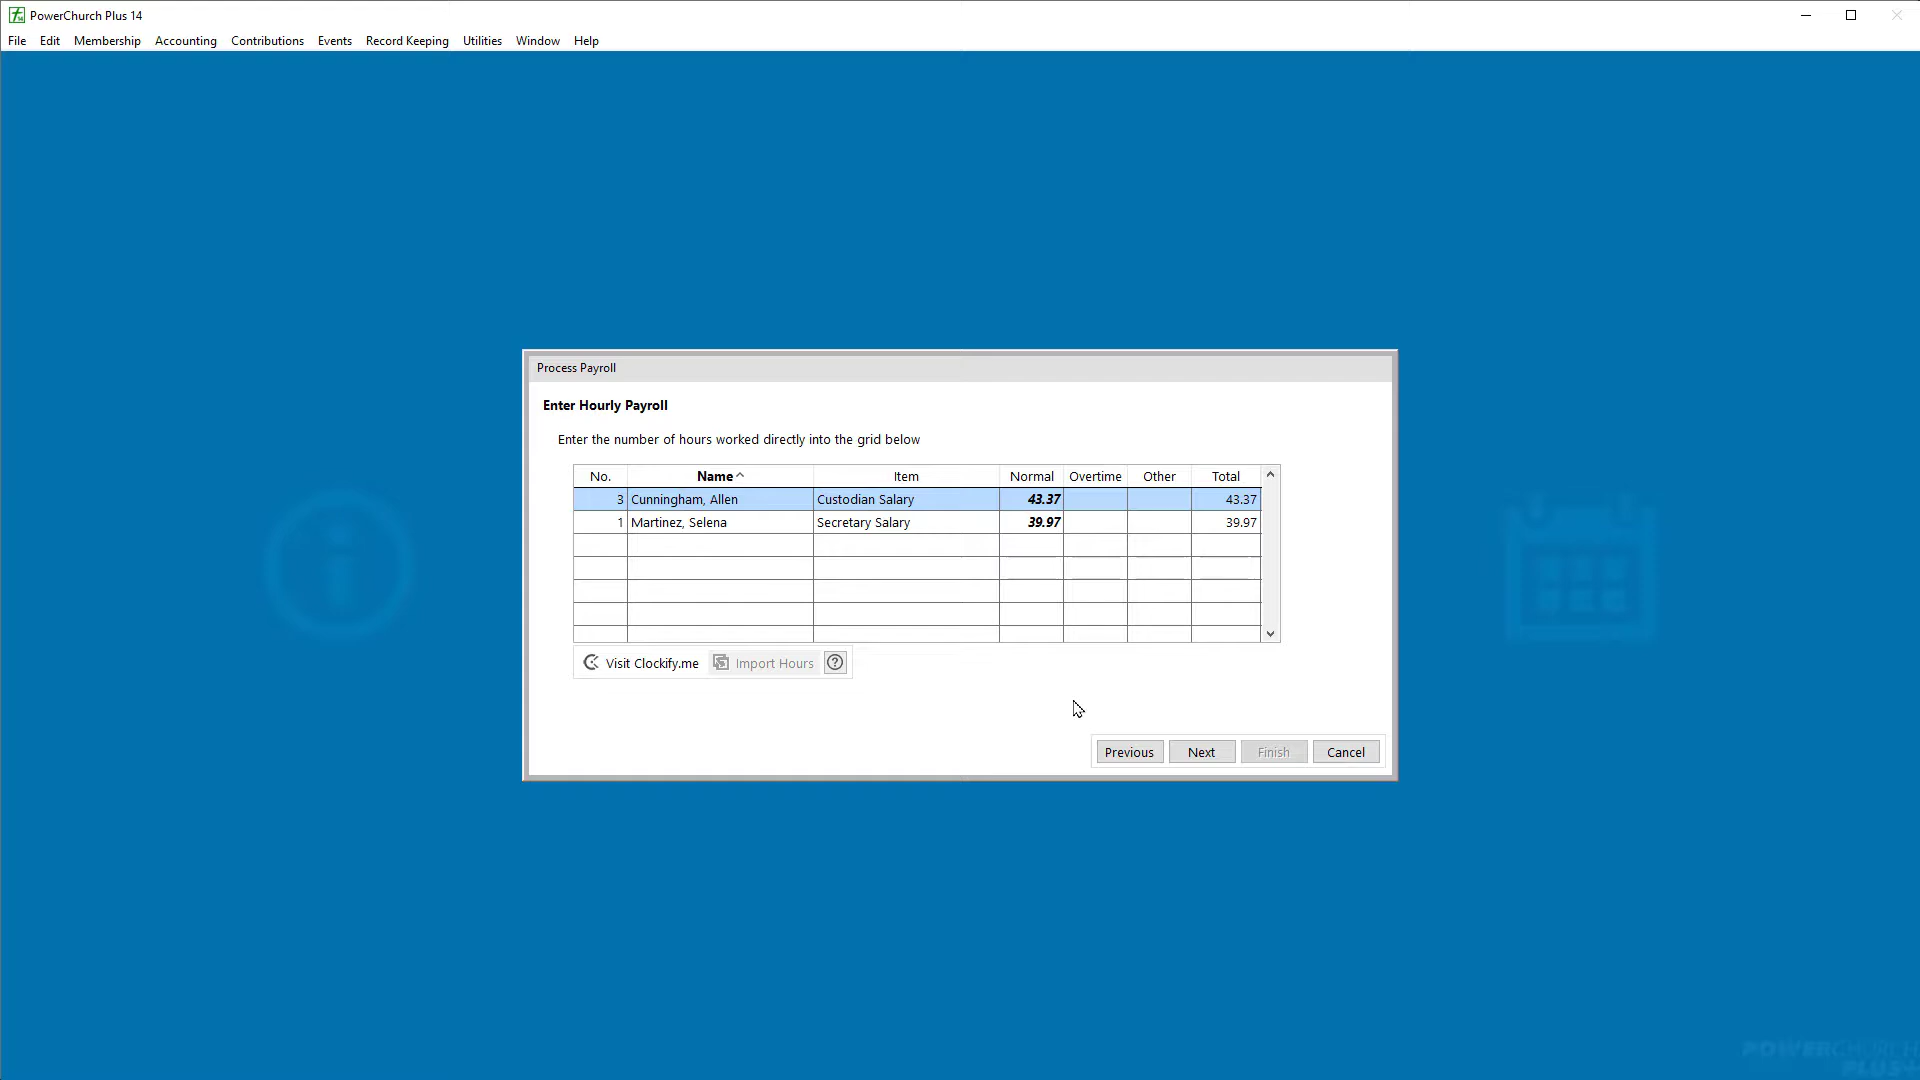 PowerChurch Plus 14
File Edit Membership Accounting Contributions Events Record Keeping Utilities Window Help
Process Payroll
Enter Hourly Payroll
Enter the number of hours worked directly into the grid below
No. Name Item Normal Overtime Other Total
3 Cunningham, Allen Custodian Salary 43.37 43.37
1 Martinez, Selena Secretary Salary 39.97 39.97
Visit Clockify.me Import Hours
Previous Next Finish Cancel
POWERCHURCH
PLUS+